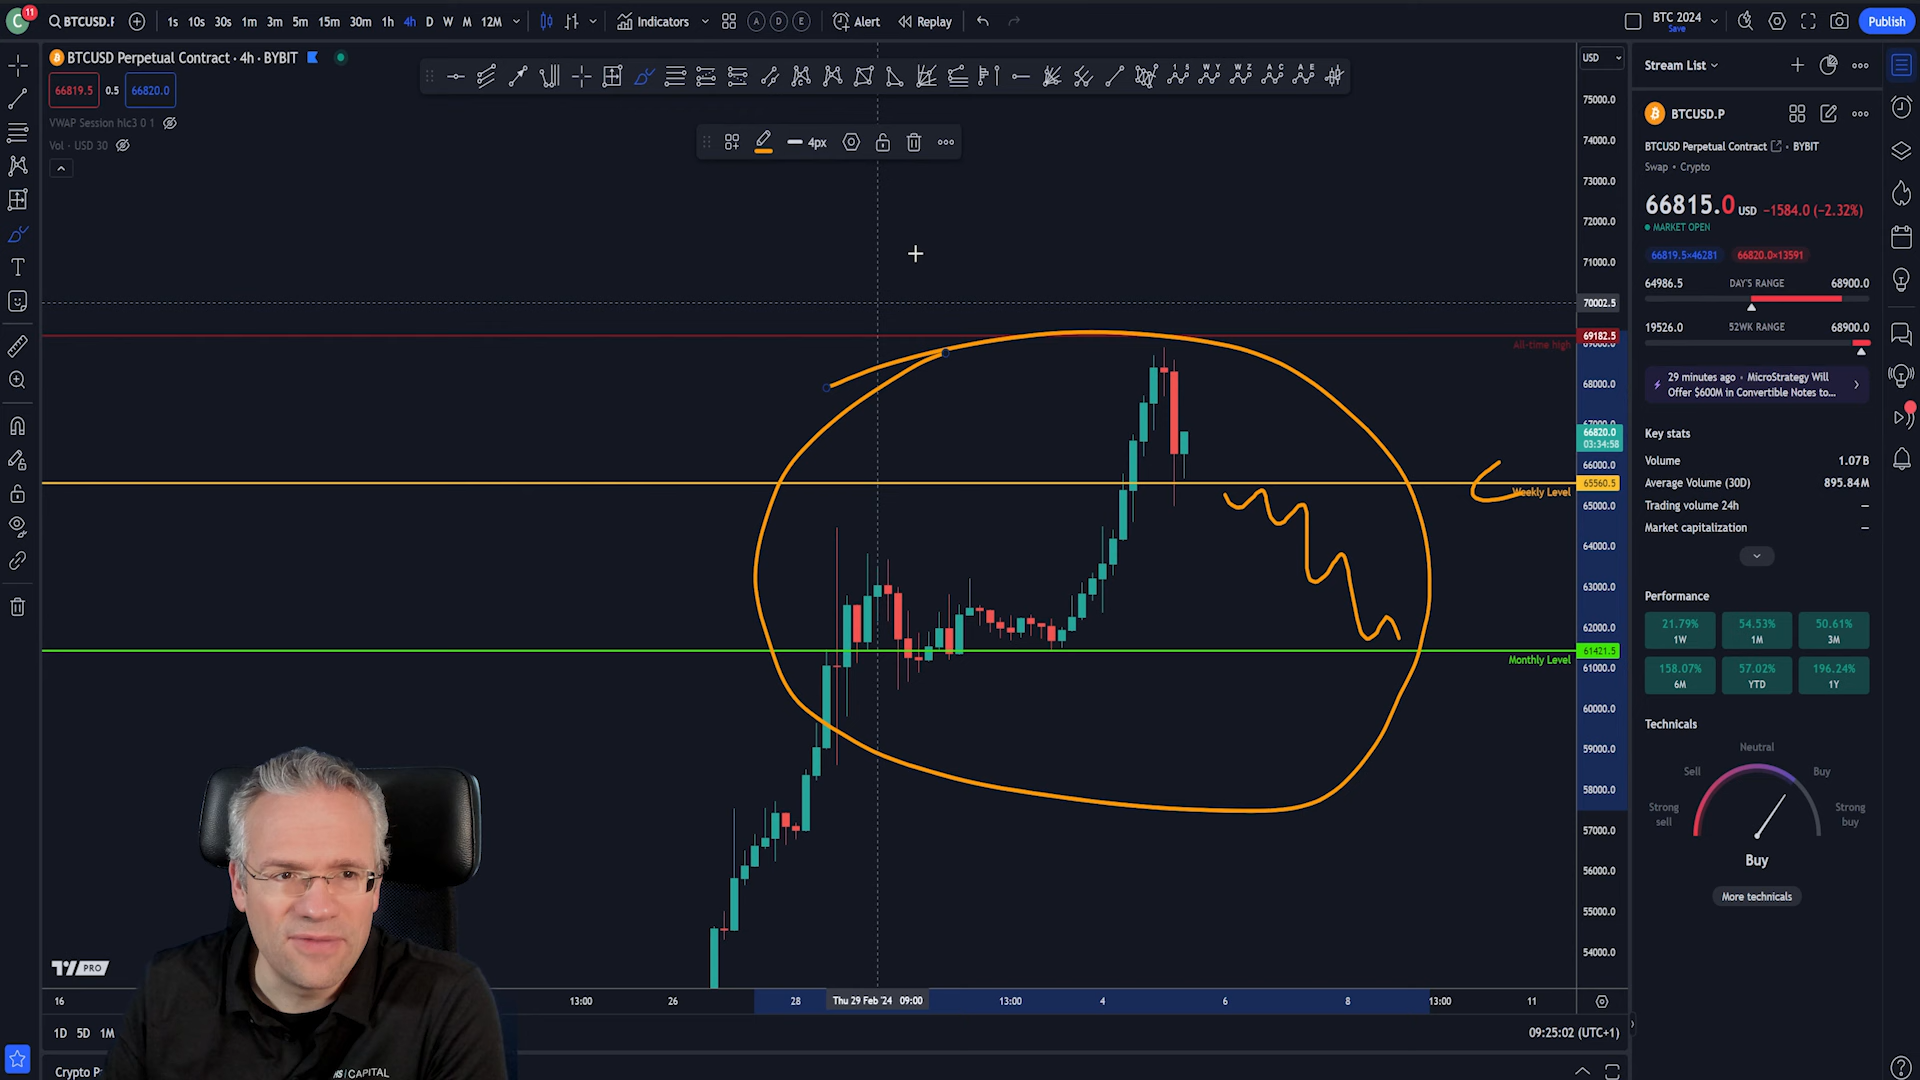 C 11 BTCUSD.P 1s 10s 30s 1m 3m 5m 15m 30m 1h 4h D W M 12M Indicators A D E Alert Replay BTC 2024 Save Publish
BTCUSD Perpetual Contract · 4h · BYBIT
66819.5 0.5 66820.0
VWAP Session hlc3 0 1
Vol · USD 30
1 S W Y W Z A C A E
4px
USD
75000.0
74000.0
73000.0
72000.0
71000.0
70002.5
69182.5
All-time high
68000.0
66820.0
03:34:58
66000.0
65560.5
Weekly Level
65000.0
64000.0
63000.0
62000.0
61421.5
Monthly Level
61000.0
60000.0
59000.0
58000.0
57000.0
56000.0
55000.0
54000.0
16 13:00 26 28 Thu 29 Feb '24 09:00 13:00 4 6 8 13:00 11
TV PRO
1D 5D 1M
09:25:02 (UTC+1)
Crypto P
CAPITAL
Stream List
BTCUSD.P
BTCUSD Perpetual Contract · BYBIT
Swap • Crypto
66815.0 USD −1584.0 (−2.32%)
MARKET OPEN
66819.5×46281 66820.0×13591
64986.5 DAY'S RANGE 68900.0
19526.0 52WK RANGE 68900.0
29 minutes ago • MicroStrategy Will
Offer $600M in Convertible Notes to...
Key stats
Volume 1.07B
Average Volume (30D) 895.84M
Trading volume 24h —
Market capitalization —
Performance
21.79% 54.53% 50.61%
1W 1M 3M
158.07% 57.02% 196.24%
6M YTD 1Y
Technicals
Neutral
Sell Buy
Strong sell Strong buy
Buy
More technicals